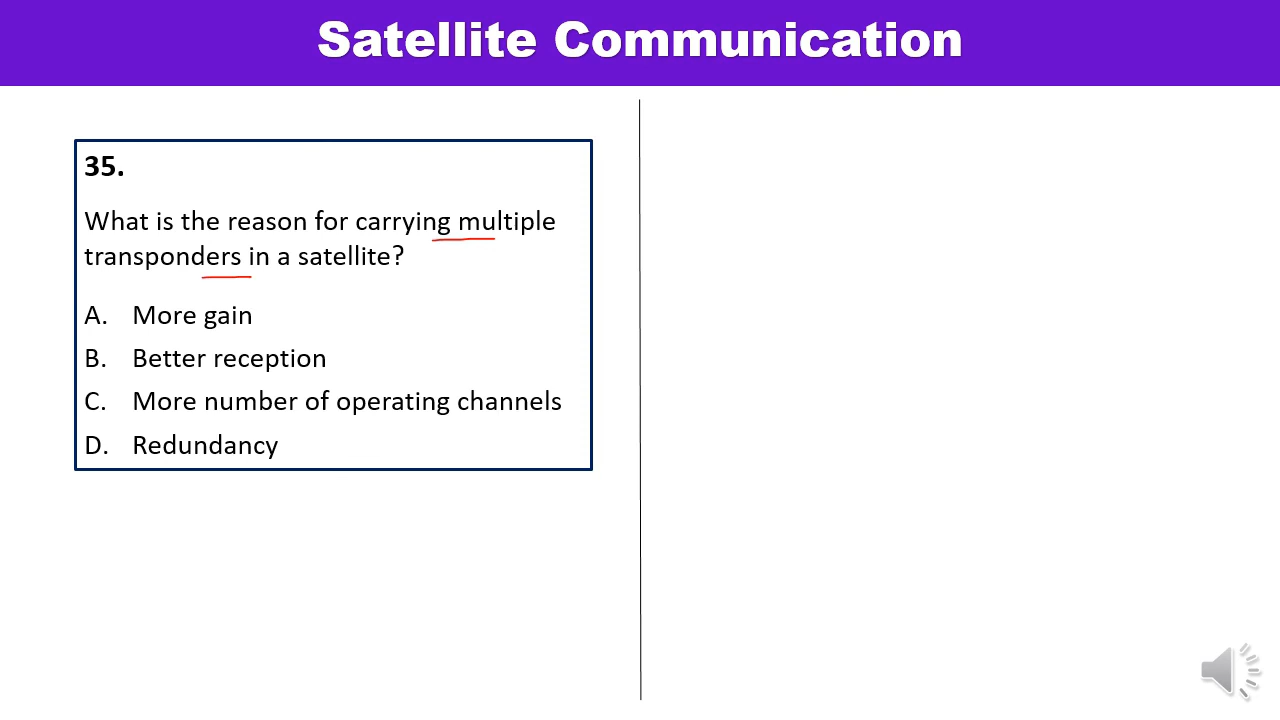 Satellite Communication
35.
What is the reason for carrying multiple
transponders in a satellite?
A. More gain
B. Better reception
C. More number of operating channels
D. Redundancy